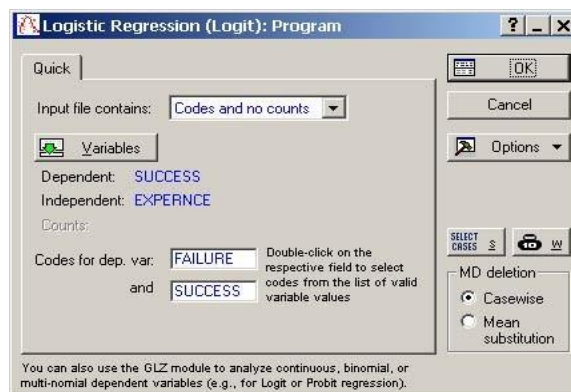 Logistic Regression (Logit): Program
Quick
Input file contains: Codes and no counts
Variables
Dependent: SUCCESS
Independent: EXPERNCE
Counts:
Codes for dep. var: FAILURE
and SUCCESS
Double-click on the
respective field to select
codes from the list of valid
variable values
OK
Cancel
Options
SELECT
CASES S W
MD deletion
Casewise
Mean
substitution
You can also use the GLZ module to analyze continuous, binomial, or
multi-nomial dependent variables (e.g., for Logit or Probit regression).